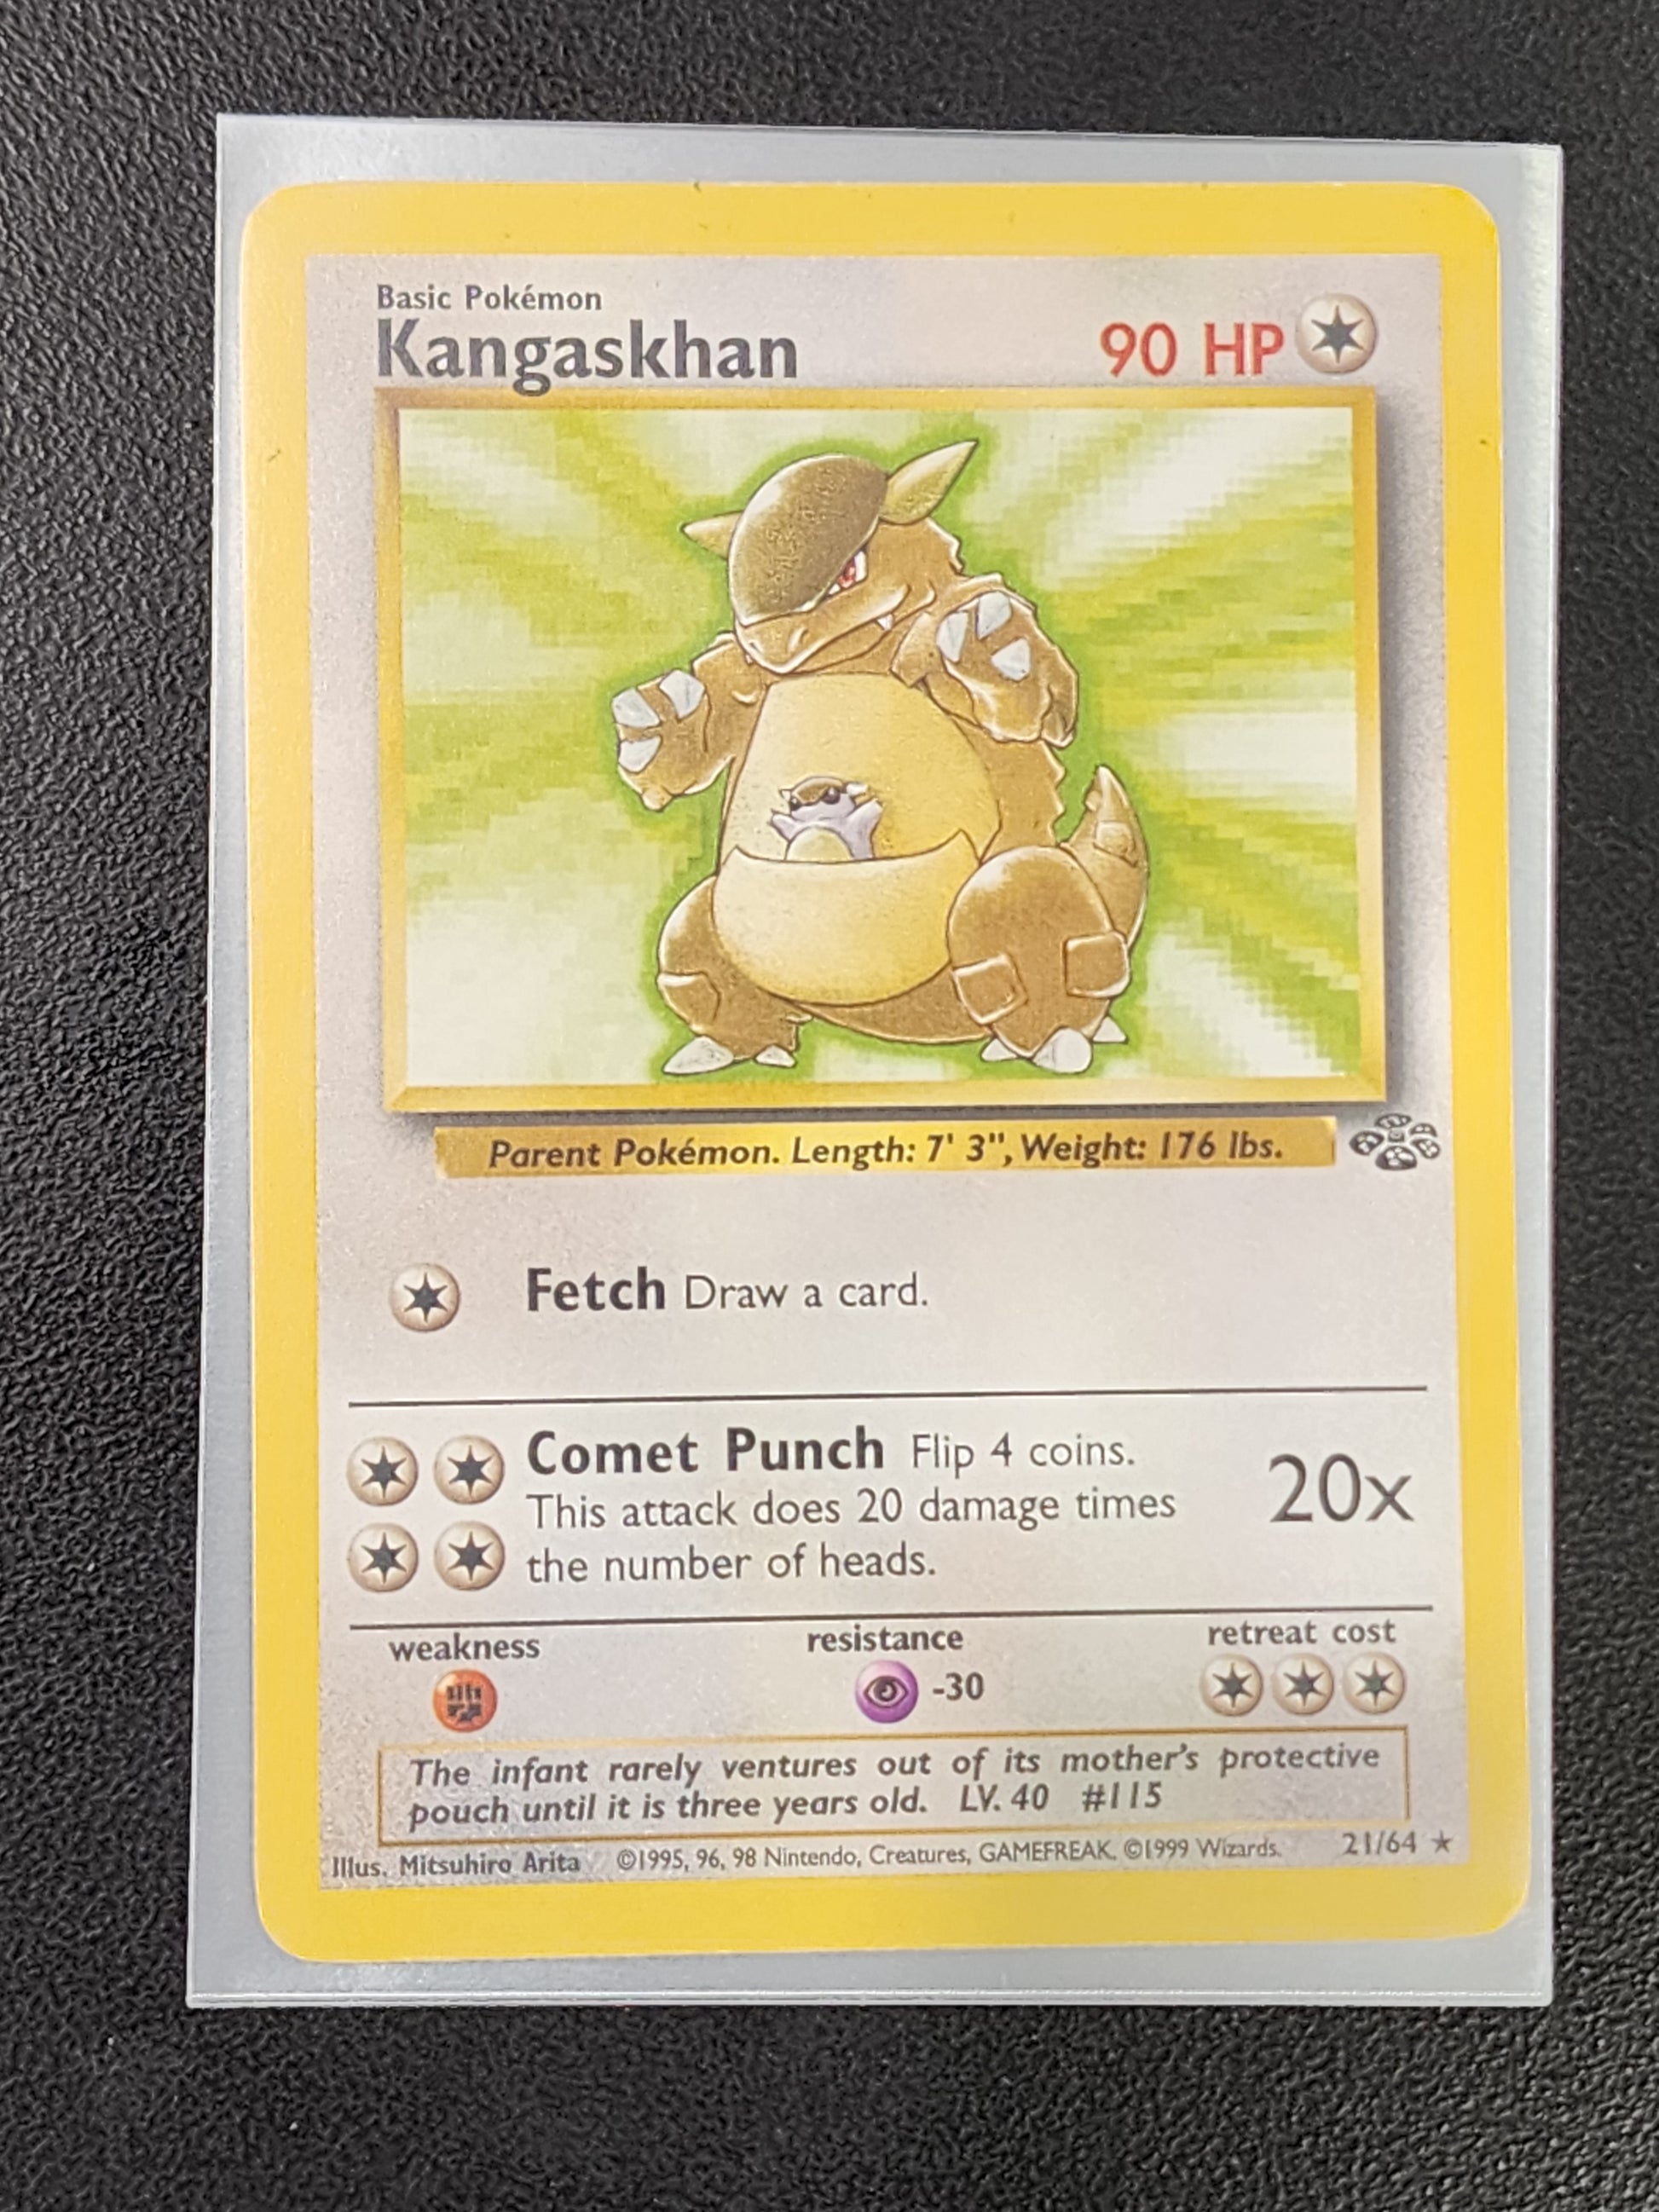 Basic Pokémon
Kangaskhan
90 HP
Parent Pokémon. Length: 7' 3", Weight: 176 lbs.
Fetch Draw a card.
Comet Punch Flip 4 coins.
This attack does 20 damage times
the number of heads.
20x
weakness
resistance
retreat cost
-30
The infant rarely ventures out of its mother's protective
pouch until it is three years old. LV. 40 #115
Illus. Mitsuhiro Arita ©1995, 96, 98 Nintendo, Creatures, GAMEFREAK. ©1999 Wizards. 21/64 ★